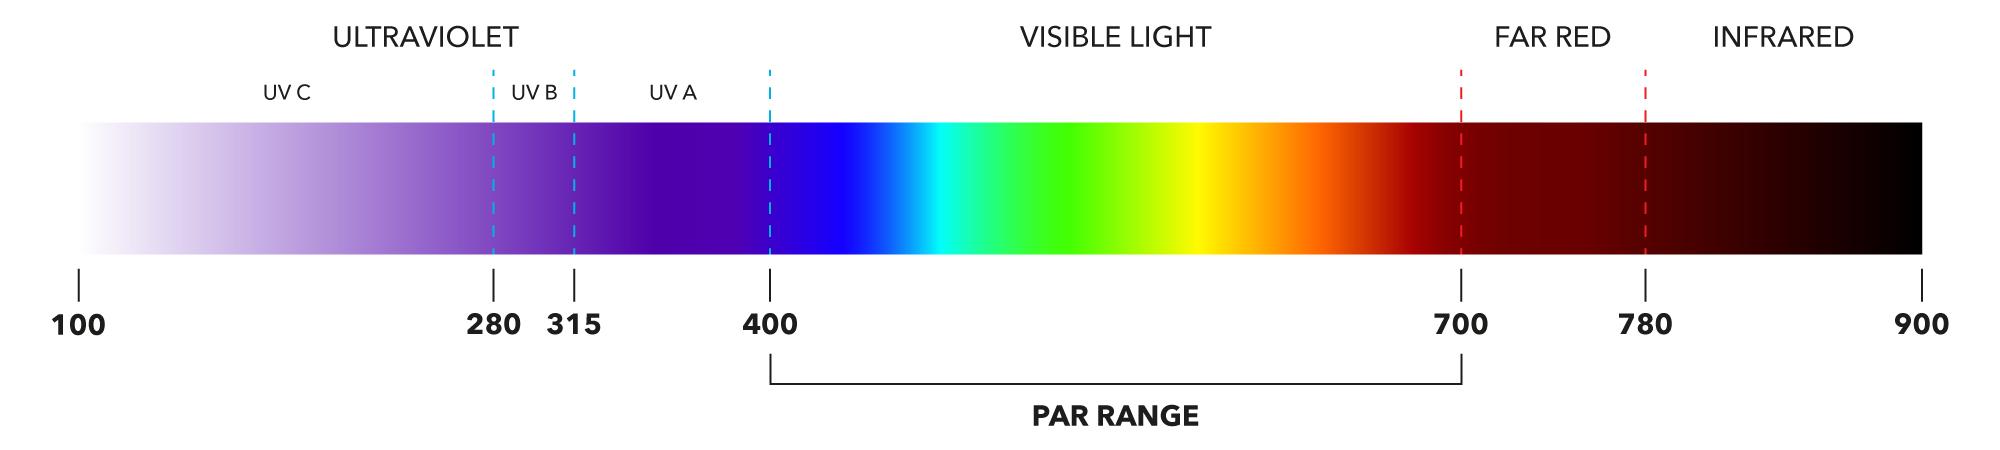 ULTRAVIOLET VISIBLE LIGHT FAR RED INFRARED
UV C UV B UV A
100 280 315 400 700 780 900
PAR RANGE